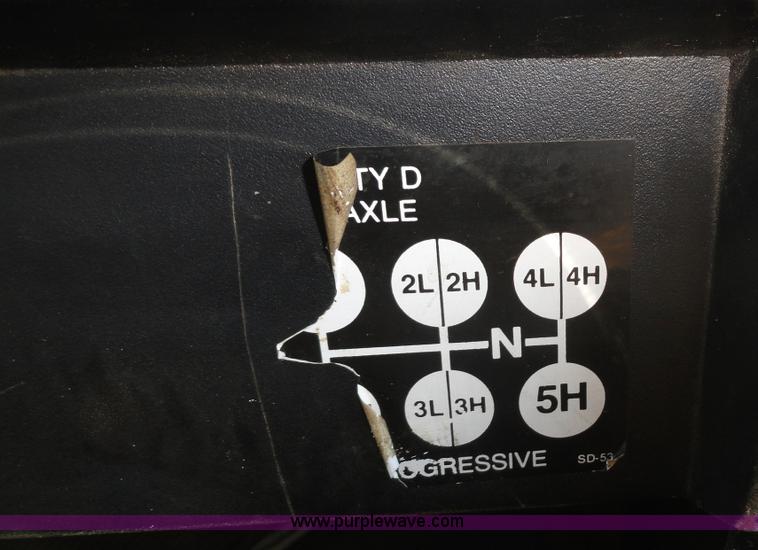 TY D
AXLE
2L 2H 4L 4H
N
3L 3H 5H
OGRESSIVE SD-53
www.purplewave.com